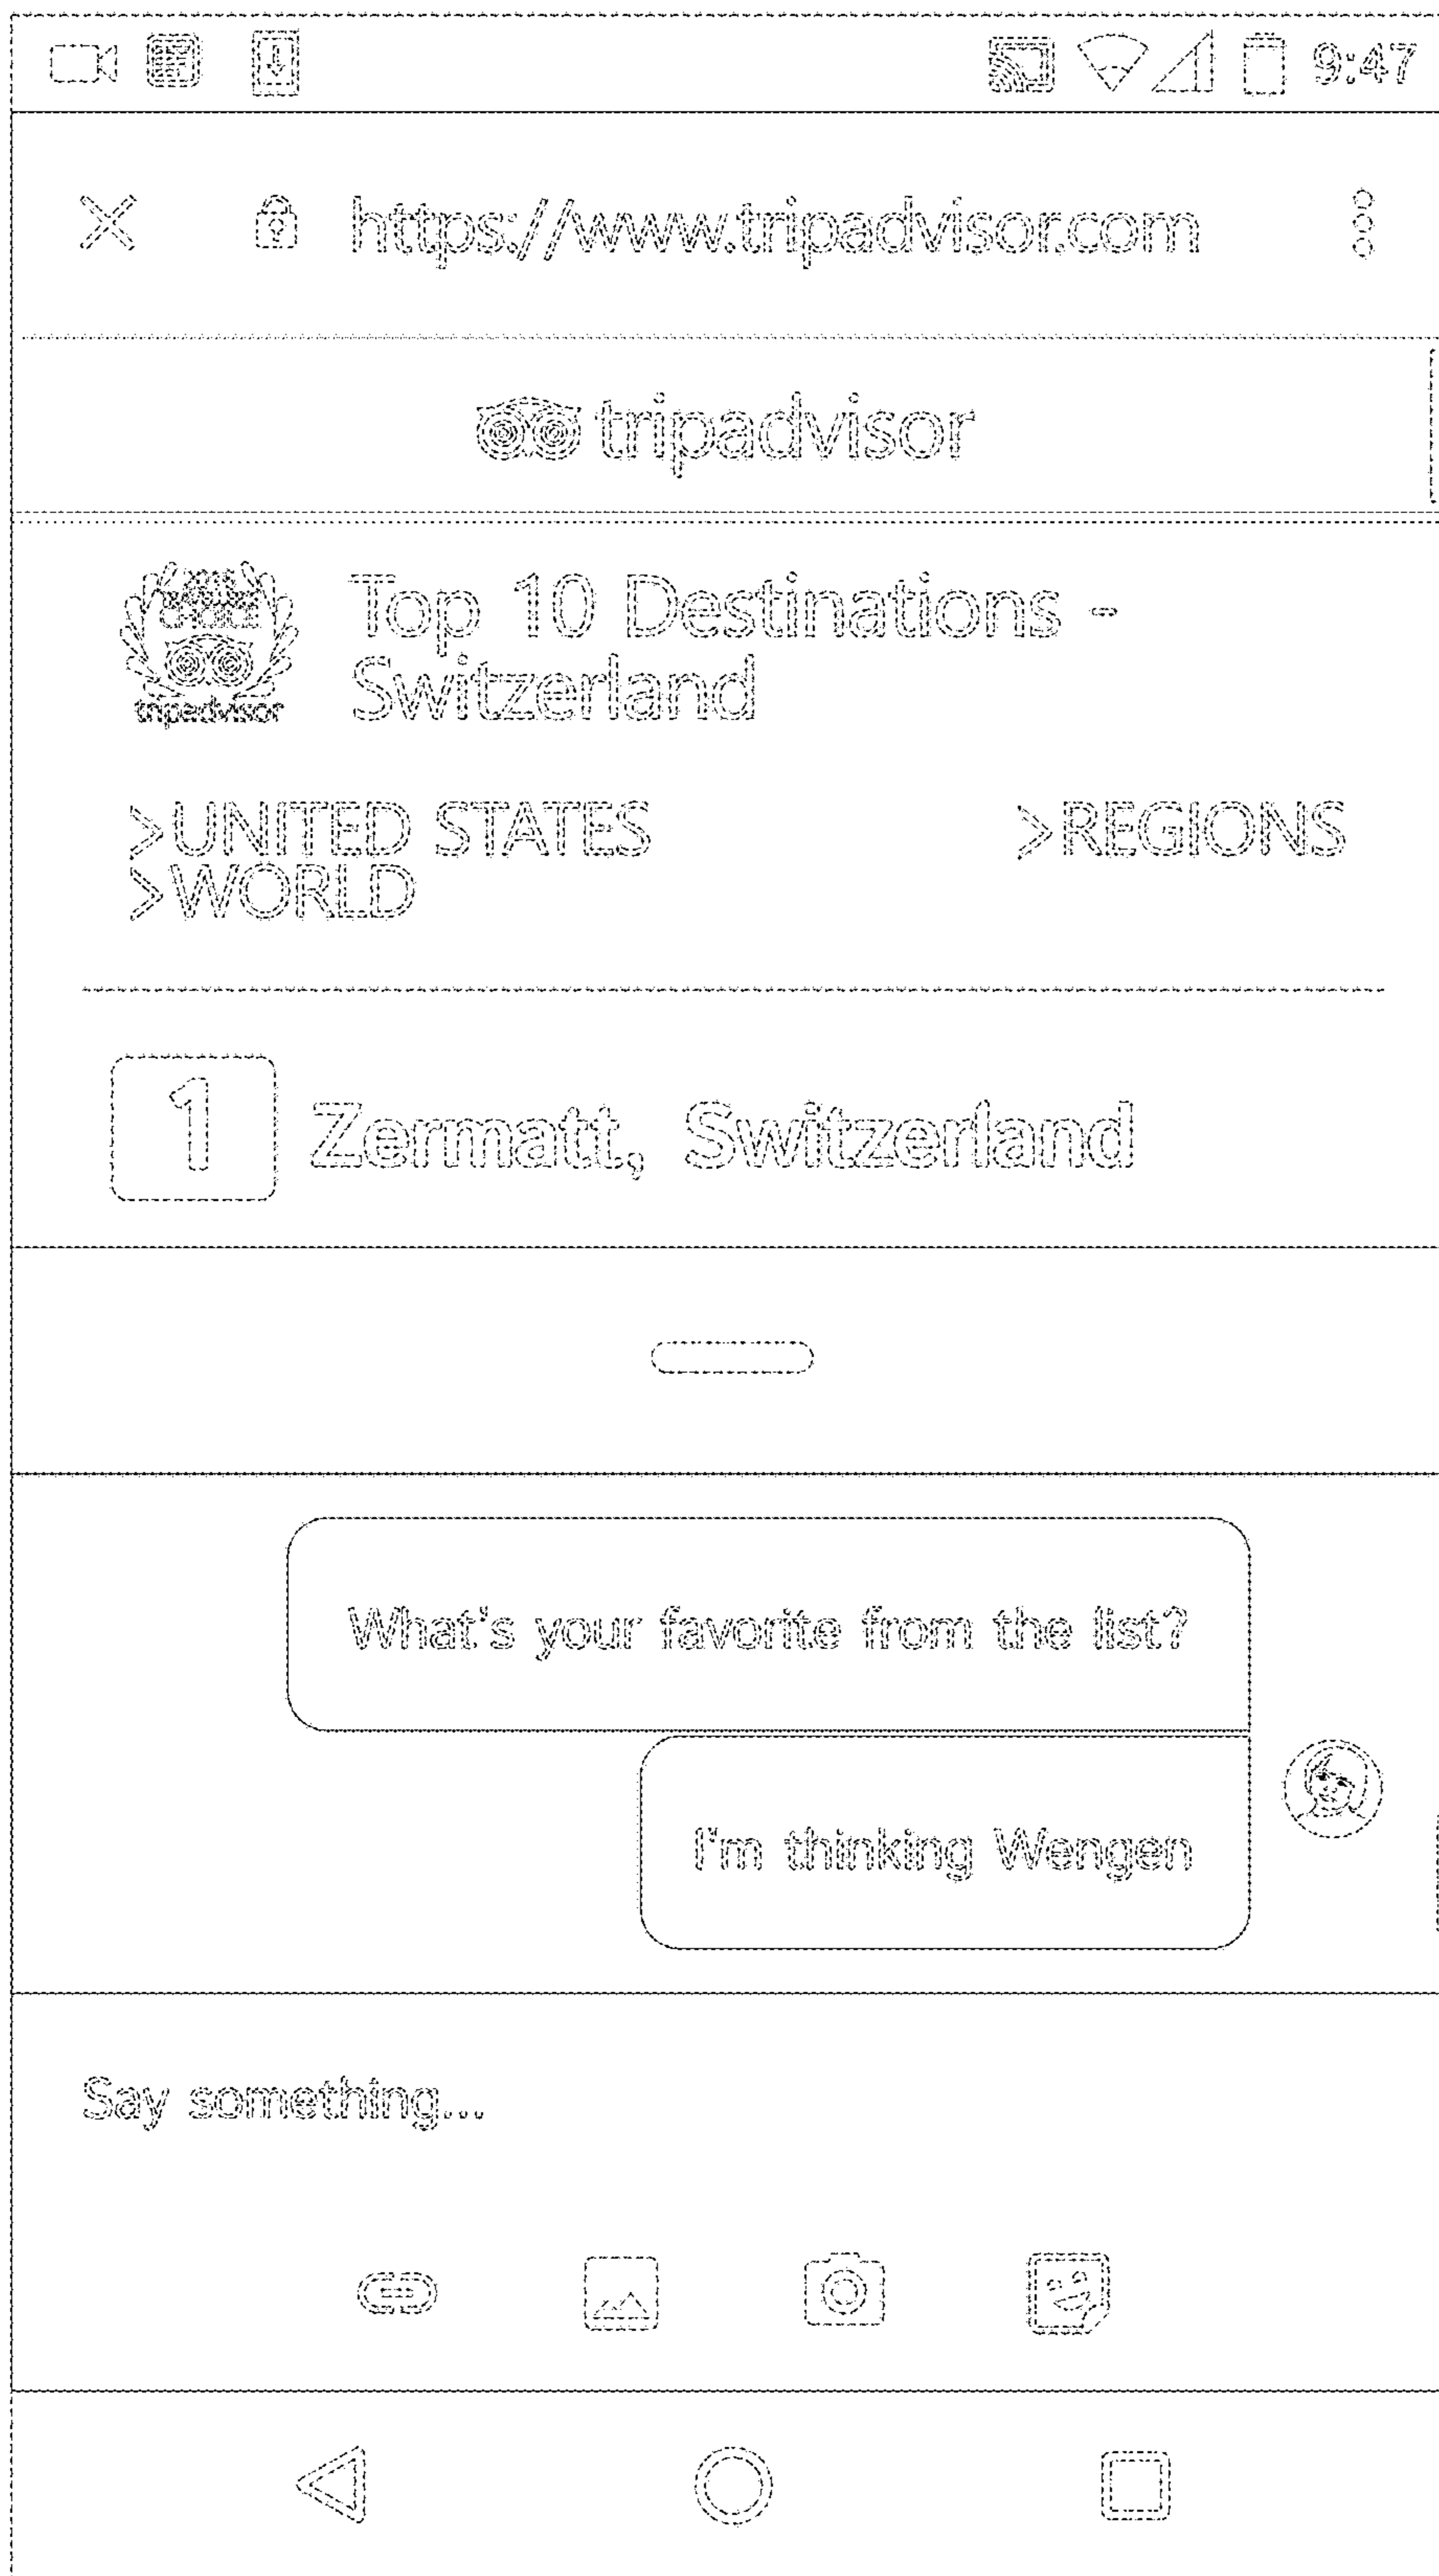 9:47
https://www.tripadvisor.com
tripadvisor
tripadvisor
Top 10 Destinations -
Switzerland
>UNITED STATES >REGIONS
>WORLD
1 Zermatt, Switzerland
What's your favorite from the list?
I'm thinking Wengen
Say something...